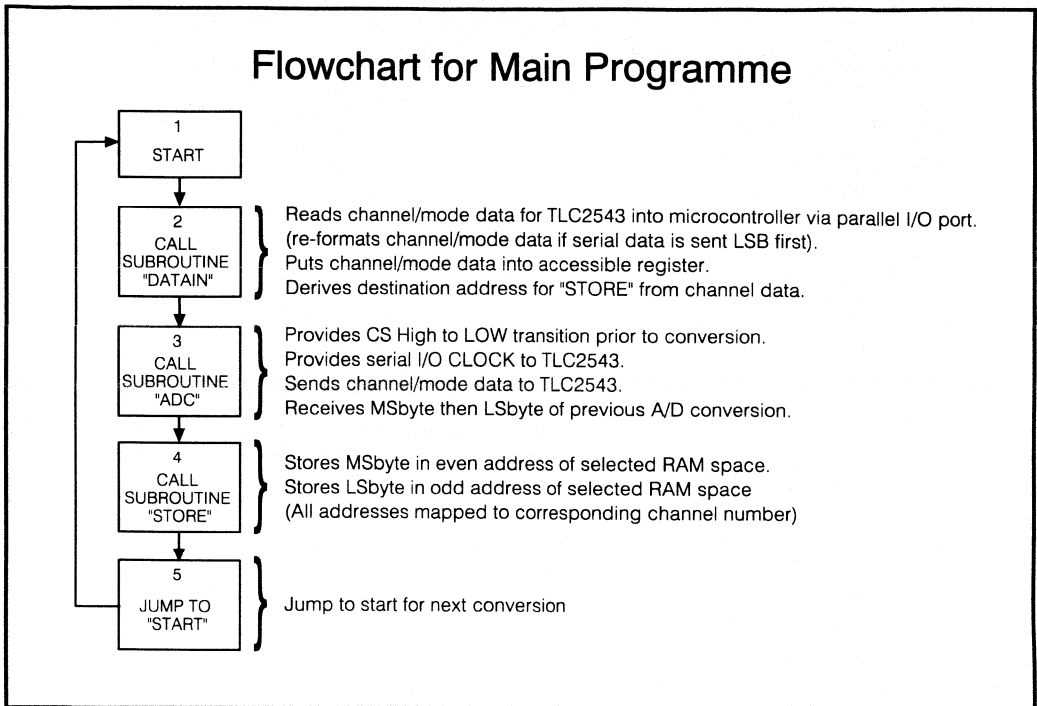 Flowchart for Main Programme
1
START
2
CALL
SUBROUTINE
"DATAIN"
Reads channel/mode data for TLC2543 into microcontroller via parallel I/O port.
(re-formats channel/mode data if serial data is sent LSB first).
Puts channel/mode data into accessible register.
Derives destination address for "STORE" from channel data.
3
CALL
SUBROUTINE
"ADC"
Provides CS High to LOW transition prior to conversion.
Provides serial I/O CLOCK to TLC2543.
Sends channel/mode data to TLC2543.
Receives MSbyte then LSbyte of previous A/D conversion.
4
CALL
SUBROUTINE
"STORE"
Stores MSbyte in even address of selected RAM space.
Stores LSbyte in odd address of selected RAM space
(All addresses mapped to corresponding channel number)
5
JUMP TO
"START"
Jump to start for next conversion